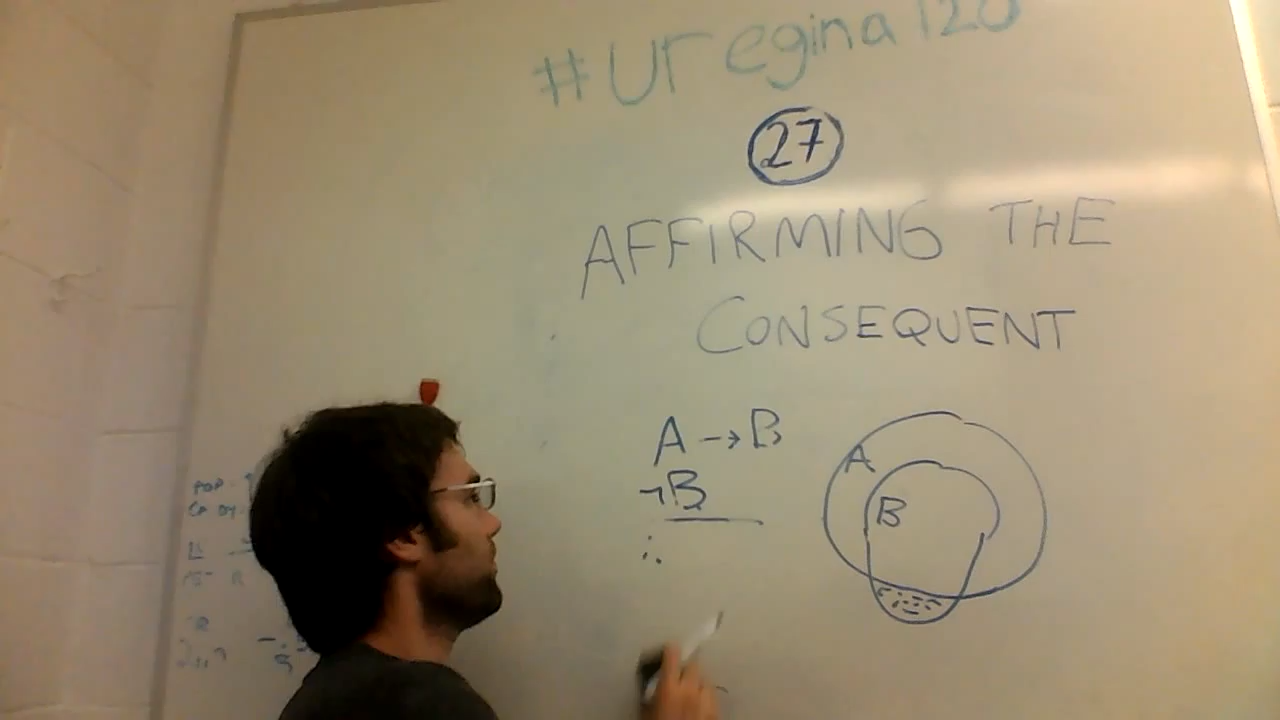 #Uregina120
27
AFFIRMING THE
CONSEQUENT
A → B
¬B
∴
A
B